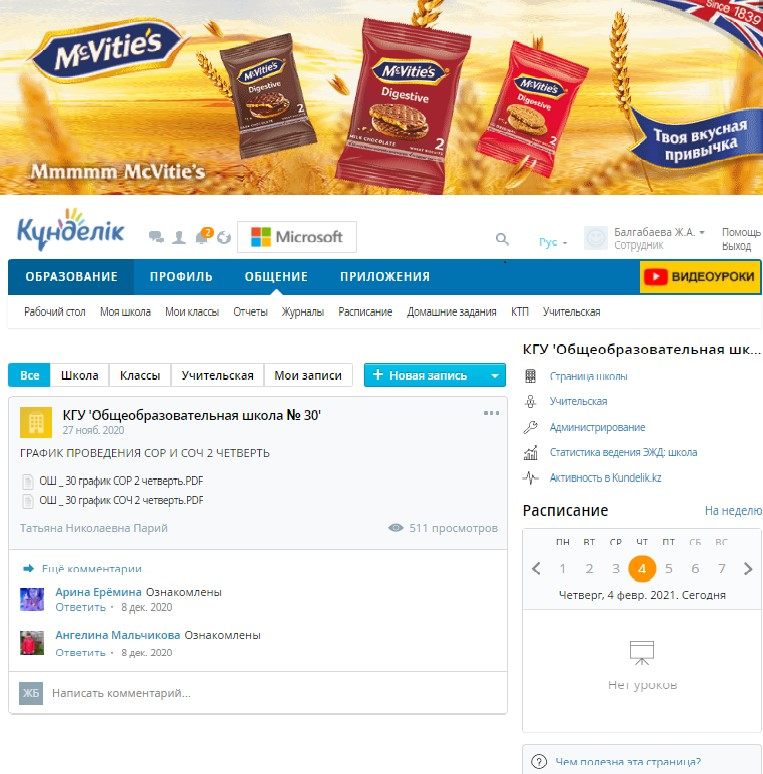 Since 1839
McVitie's
McVitie's
Digestive
2
McVitie's
Digestive
MILK CHOCOLATE
WHEAT BISCUITS
2
McVitie's
Digestive
2
Твоя вкусная
привычка
Mmmmm McVitie's
Күнделік
2
Microsoft
Рус
Балгабаева Ж.А.
Сотрудник
Помощь
Выход
ОБРАЗОВАНИЕ ПРОФИЛЬ ОБЩЕНИЕ ПРИЛОЖЕНИЯ
ВИДЕОУРОКИ
Рабочий стол Моя школа Мои классы Отчеты Журналы Расписание Домашние задания КТП Учительская
Все Школа Классы Учительская Мои записи
+ Новая запись
КГУ 'Общеобразовательная школа № 30'
27 нояб. 2020
ГРАФИК ПРОВЕДЕНИЯ СОР И СОЧ 2 ЧЕТВЕРТЬ
ОШ _ 30 график СОР 2 четверть.PDF
ОШ _ 30 график СОЧ 2 четверть.PDF
Татьяна Николаевна Парий
511 просмотров
Ещё комментарии
Арина Ерёмина Ознакомлены
Ответить · 8 дек. 2020
Ангелина Мальчикова Ознакомлены
Ответить · 8 дек. 2020
ЖБ Написать комментарий...
КГУ 'Общеобразовательная шк...
Страница школы
Учительская
Администрирование
Статистика ведения ЭЖД: школа
Активность в Kundelik.kz
Расписание На неделю
ПН ВТ СР ЧТ ПТ СБ ВС
1 2 3 4 5 6 7
Четверг, 4 февр. 2021. Сегодня
Нет уроков
? Чем полезна эта страница?